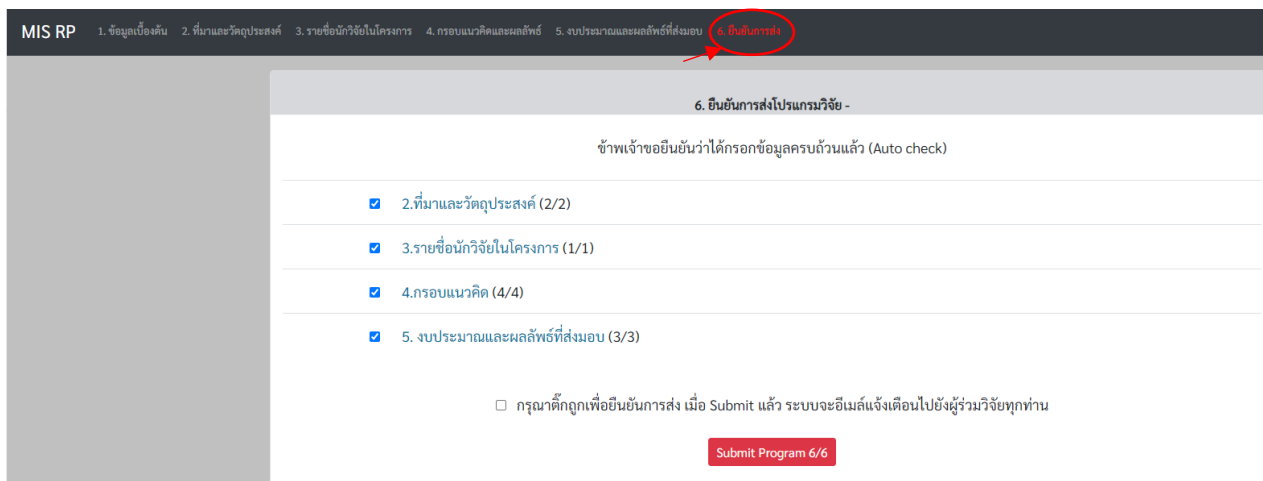 MIS RP 1. ข้อมูลเบื้องต้น 2. ที่มาและวัตถุประสงค์ 3. รายชื่อนักวิจัยในโครงการ 4. กรอบแนวคิดและผลลัพธ์ 5. งบประมาณและผลลัพธ์ที่ส่งมอบ 6. ยืนยันการส่ง
6. ยืนยันการส่งโปรแกรมวิจัย -
ข้าพเจ้าขอยืนยันว่าได้กรอกข้อมูลครบถ้วนแล้ว (Auto check)
2.ที่มาและวัตถุประสงค์ (2/2)
3.รายชื่อนักวิจัยในโครงการ (1/1)
4.กรอบแนวคิด (4/4)
5. งบประมาณและผลลัพธ์ที่ส่งมอบ (3/3)
กรุณาติ๊กถูกเพื่อยืนยันการส่ง เมื่อ Submit แล้ว ระบบจะอีเมล์แจ้งเตือนไปยังผู้ร่วมวิจัยทุกท่าน
Submit Program 6/6